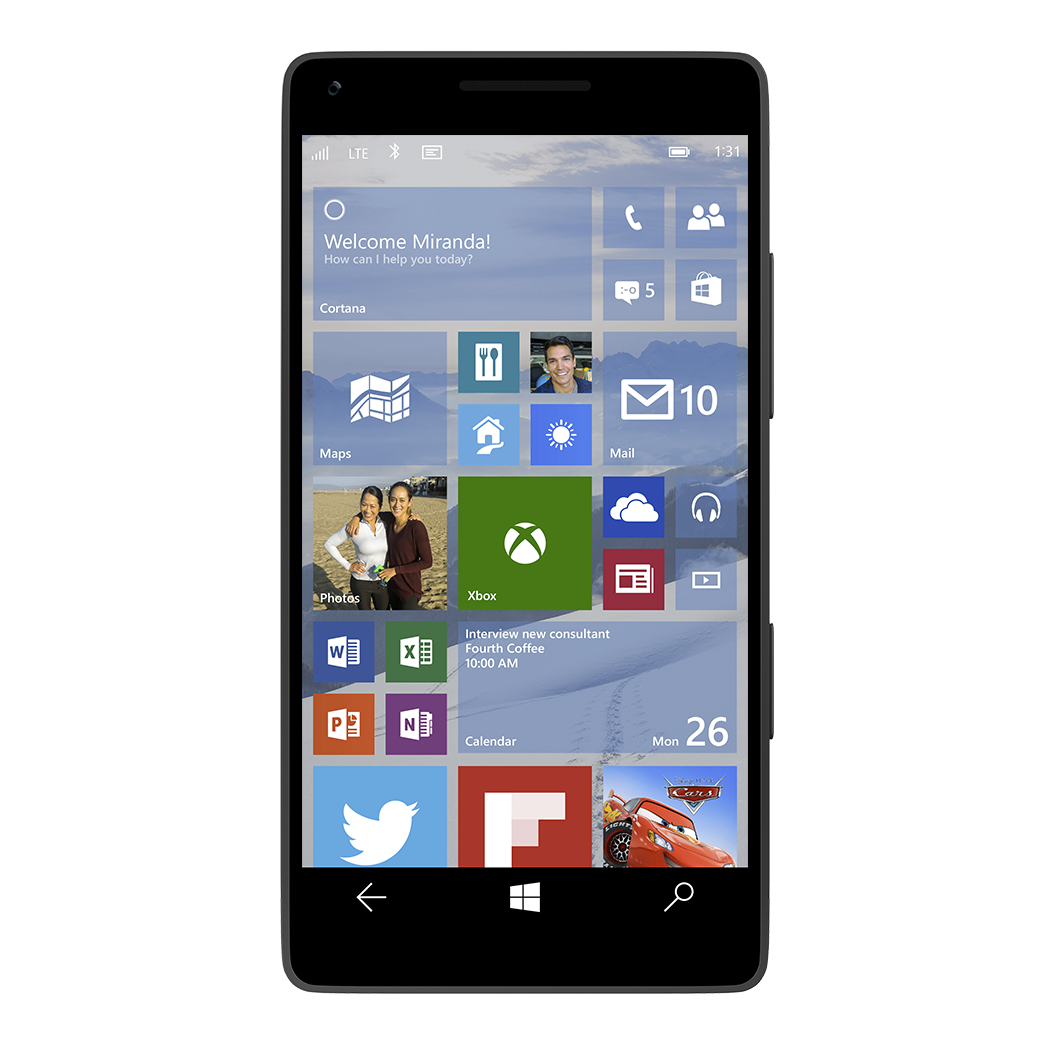 LTE
1:31
Welcome Miranda!
How can I help you today?
Cortana
:-o 5
Maps
10
Mail
Photos
Xbox
W
X
Interview new consultant
Fourth Coffee
10:00 AM
P
N
Calendar
Mon 26
Cars
LIGHT